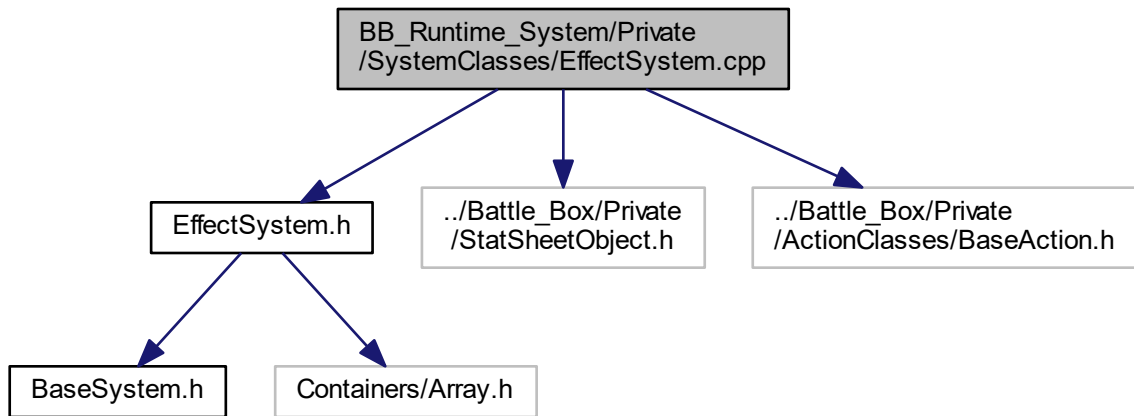 BB_Runtime_System/Private
/SystemClasses/EffectSystem.cpp
EffectSystem.h
../Battle_Box/Private
/StatSheetObject.h
../Battle_Box/Private
/ActionClasses/BaseAction.h
BaseSystem.h
Containers/Array.h